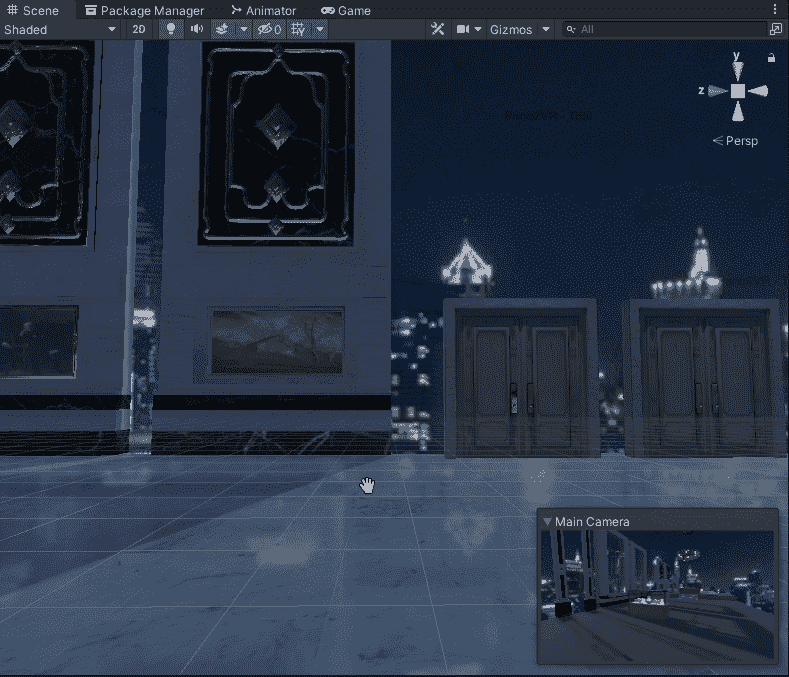 Scene Package Manager Animator Game
Shaded 2D 0 Gizmos All
y
z
Persp
Main Camera